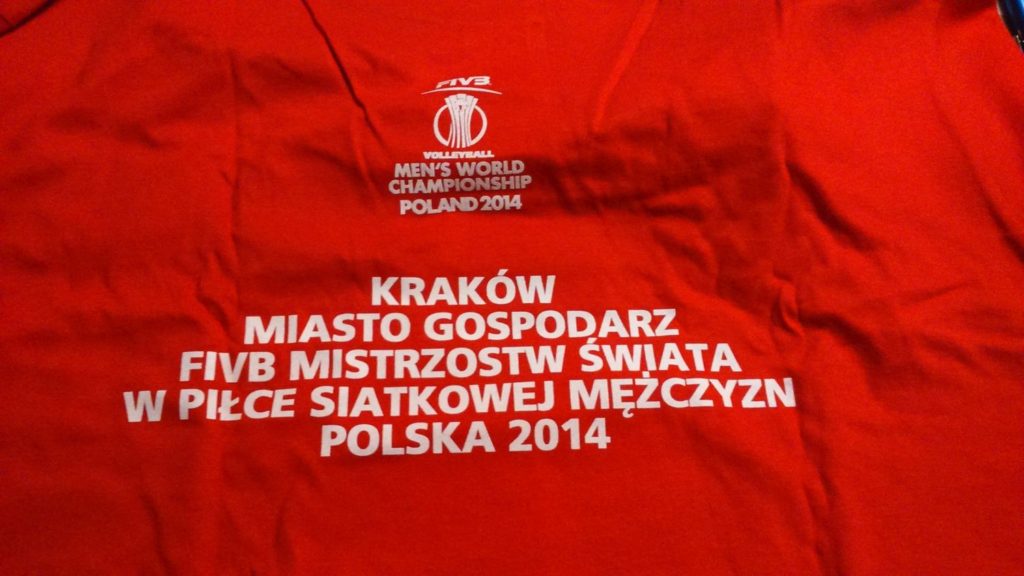 FIVB
VOLLEYBALL
MEN'S WORLD
CHAMPIONSHIP
POLAND 2014
KRAKÓW
MIASTO GOSPODARZ
FIVB MISTRZOSTW ŚWIATA
W PIŁCE SIATKOWEJ MĘŻCZYZN
POLSKA 2014